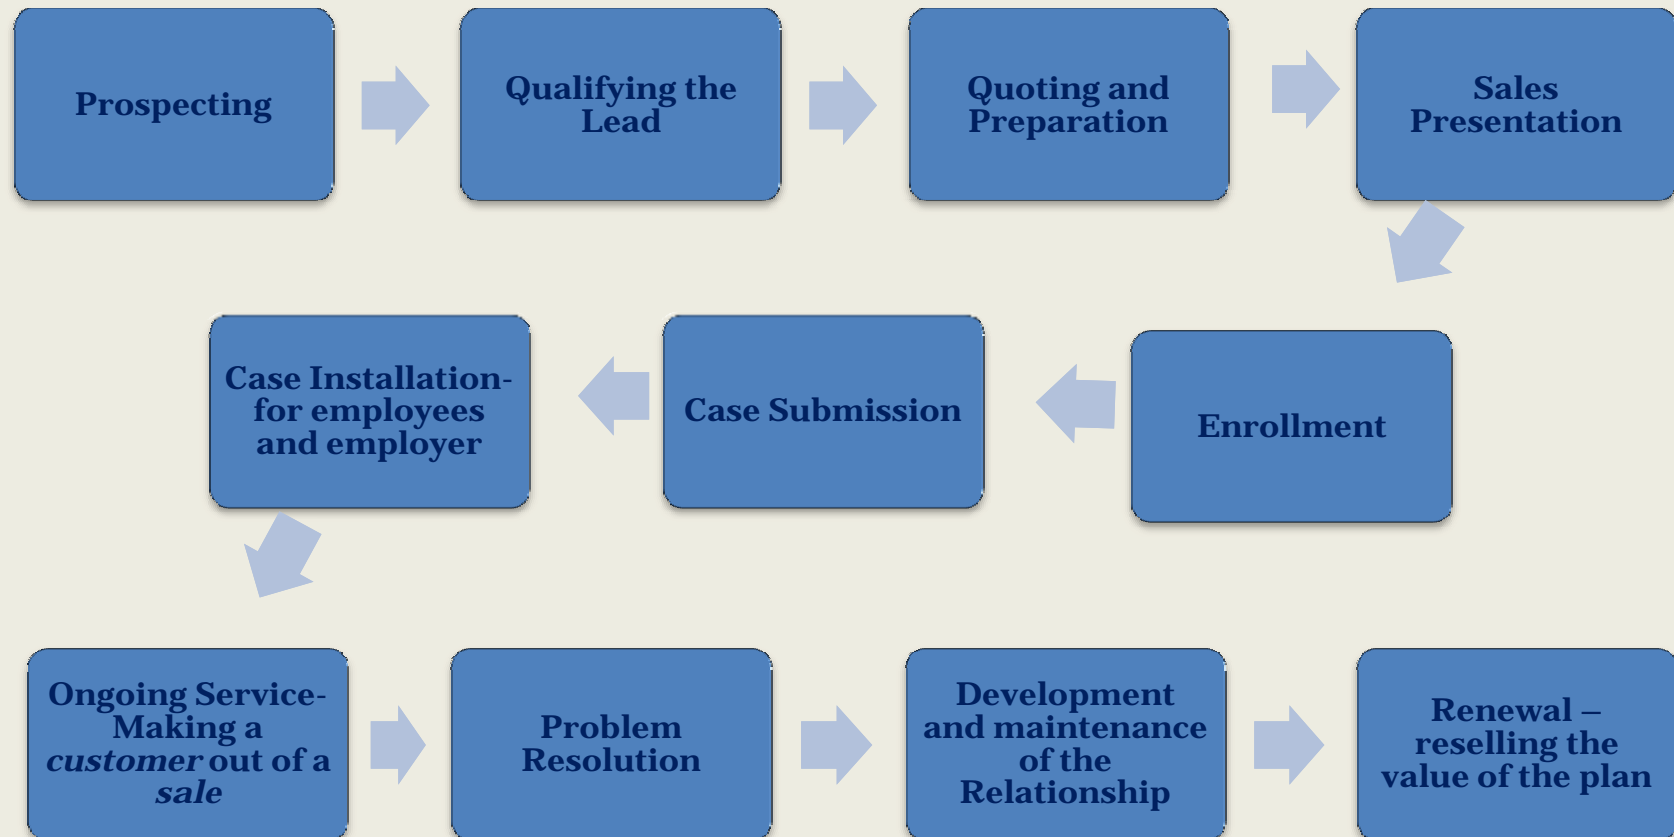 Prospecting
Qualifying the
Lead
Quoting and
Preparation
Sales
Presentation
Enrollment
Case Submission
Case Installation-
for employees
and employer
Ongoing Service-
Making a
customer out of a
sale
Problem
Resolution
Development
and maintenance
of the
Relationship
Renewal –
reselling the
value of the plan